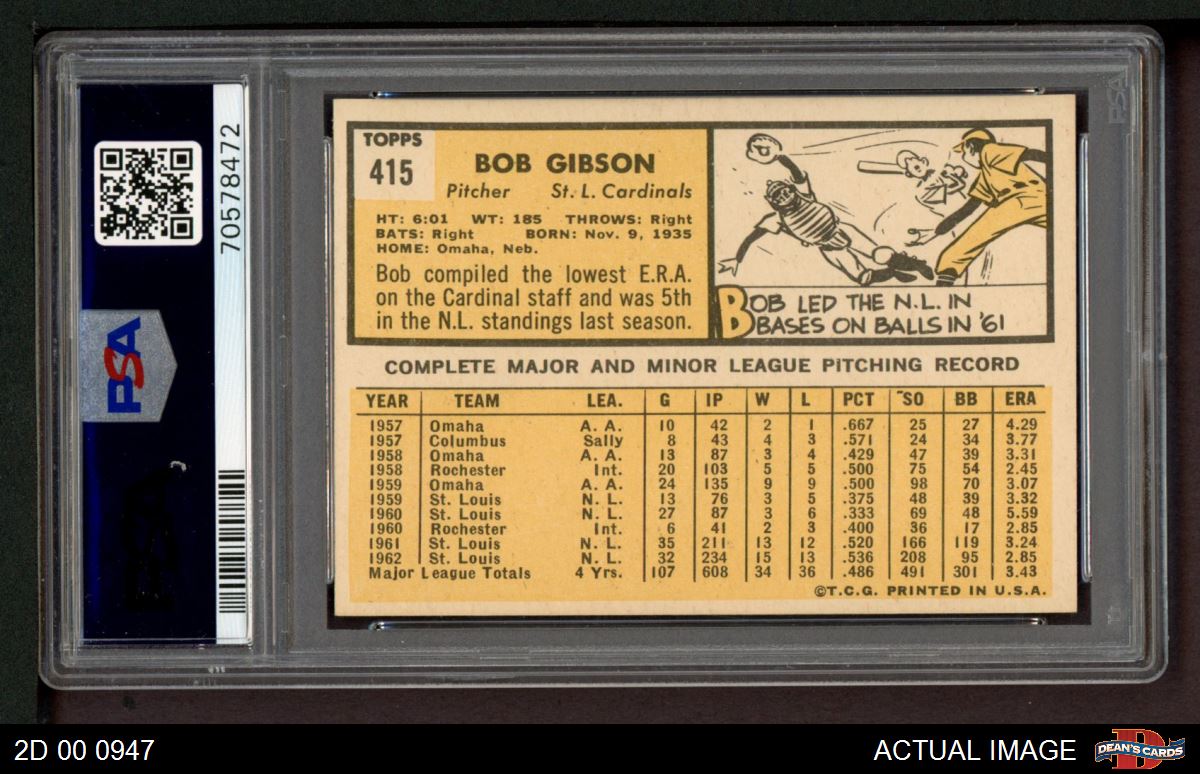 PSA
70578472
PSA
TOPPS
415
BOB GIBSON
Pitcher St. L. Cardinals
HT: 6:01 WT: 185 THROWS: Right
BATS: Right BORN: Nov. 9, 1935
HOME: Omaha, Neb.
Bob compiled the lowest E.R.A.
on the Cardinal staff and was 5th
in the N.L. standings last season.
BOB LED THE N.L. IN
BASES ON BALLS IN '61
COMPLETE MAJOR AND MINOR LEAGUE PITCHING RECORD
YEAR TEAM LEA. G IP W L PCT SO BB ERA
1957 Omaha A. A. 10 42 2 1 .667 25 27 4.29
1957 Columbus Sally 8 43 4 3 .571 24 34 3.77
1958 Omaha A. A. 13 87 3 4 .429 47 39 3.31
1958 Rochester Int. 20 103 5 5 .500 75 54 2.45
1959 Omaha A. A. 24 135 9 9 .500 98 70 3.07
1959 St. Louis N. L. 13 76 3 5 .375 48 39 3.32
1960 St. Louis N. L. 27 87 3 6 .333 69 48 5.59
1960 Rochester Int. 6 41 2 3 .400 36 17 2.85
1961 St. Louis N. L. 35 211 13 12 .520 166 119 3.24
1962 St. Louis N. L. 32 234 15 13 .536 208 95 2.85
Major League Totals 4 Yrs. 107 608 34 36 .486 491 301 3.43
©T.C.G. PRINTED IN U.S.A.
2D 00 0947
ACTUAL IMAGE
DEAN'S CARDS